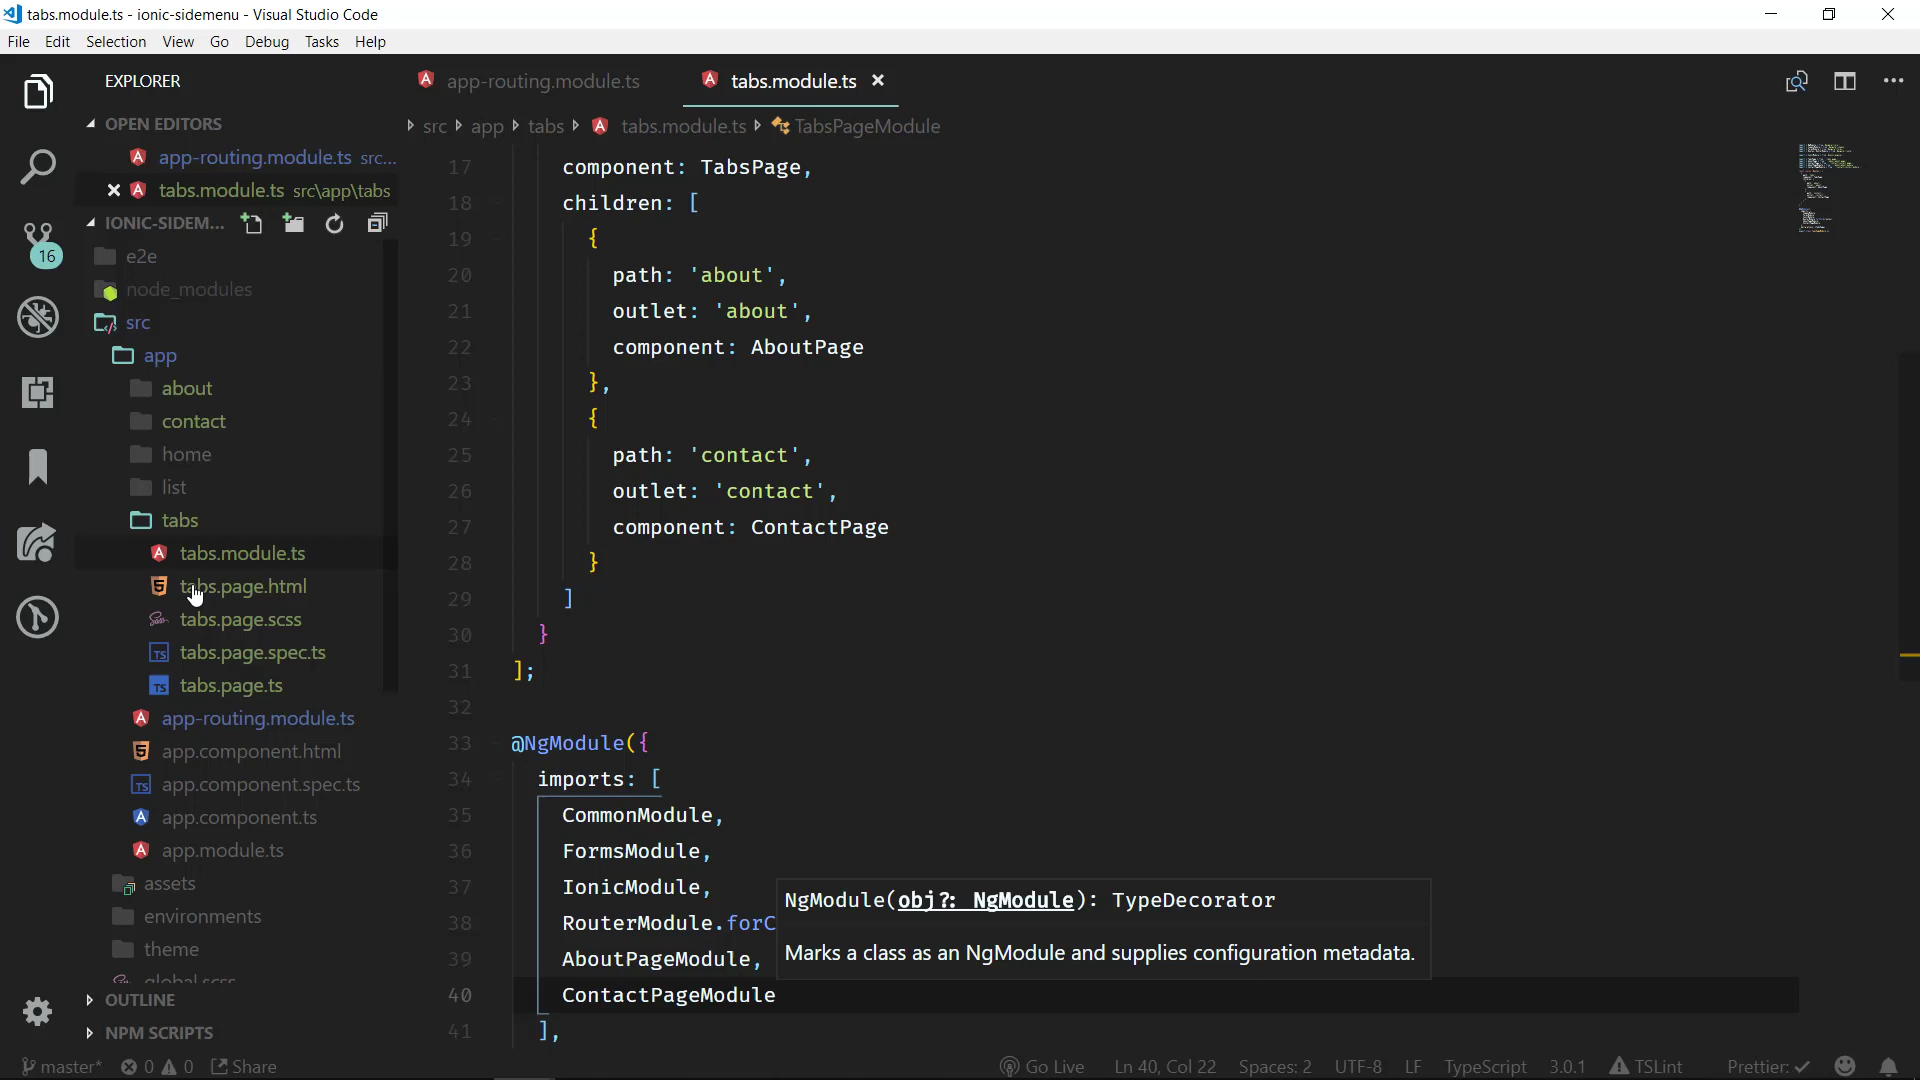 tabs.module.ts - ionic-sidemenu - Visual Studio Code
File Edit Selection View Go Debug Tasks Help
EXPLORER
app-routing.module.ts
tabs.module.ts
OPEN EDITORS
src app tabs tabs.module.ts TabsPageModule
app-routing.module.ts src...
tabs.module.ts src\app\tabs
IONIC-SIDEM...
16
e2e
node_modules
src
app
about
contact
home
list
tabs
tabs.module.ts
tabs.page.html
tabs.page.scss
tabs.page.spec.ts
tabs.page.ts
app-routing.module.ts
app.component.html
app.component.spec.ts
app.component.ts
app.module.ts
assets
environments
theme
global.scss
OUTLINE
NPM SCRIPTS
17 component: TabsPage,
18 children: [
19 {
20 path: 'about',
21 outlet: 'about',
22 component: AboutPage
23 },
24 {
25 path: 'contact',
26 outlet: 'contact',
27 component: ContactPage
28 }
29 ]
30 }
31 ];
32
33 @NgModule({
34 imports: [
35 CommonModule,
36 FormsModule,
37 IonicModule,
38 RouterModule.forC
39 AboutPageModule,
40 ContactPageModule
41 ],
NgModule(obj?: NgModule): TypeDecorator
Marks a class as an NgModule and supplies configuration metadata.
master* 0 0 Share Go Live Ln 40, Col 22 Spaces: 2 UTF-8 LF TypeScript 3.0.1 TSLint Prettier: ✓